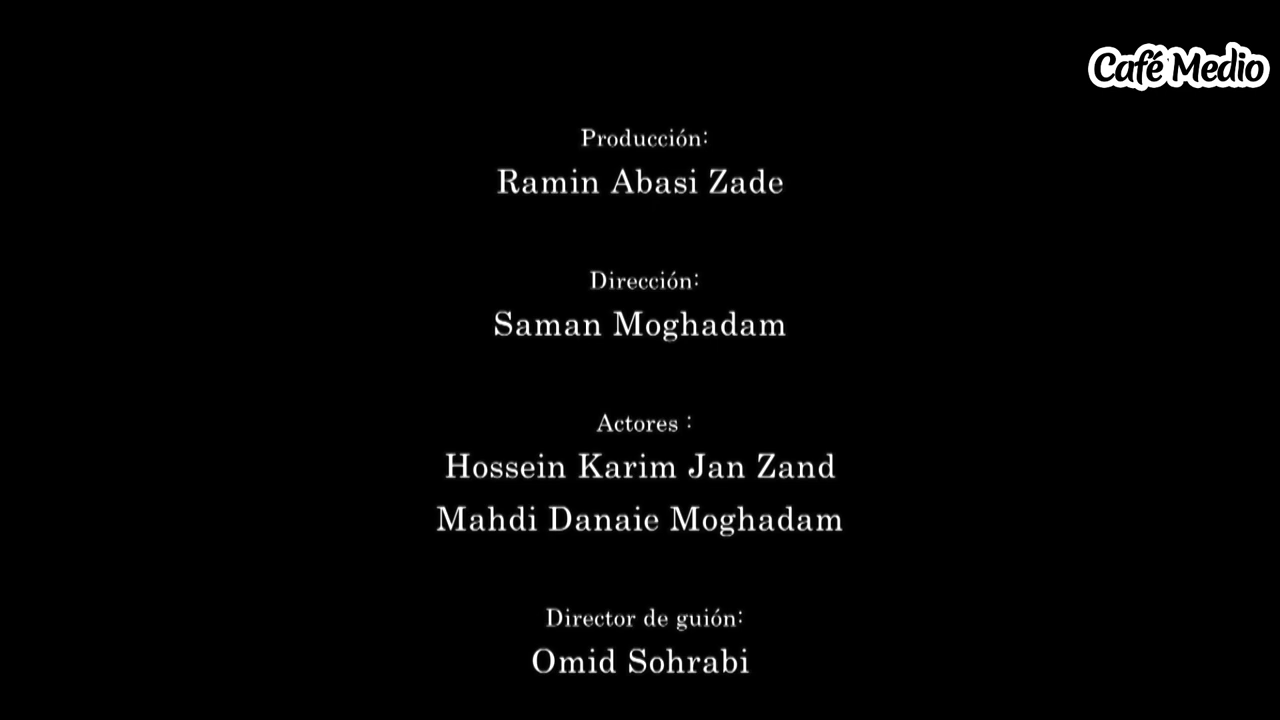 Café Medio
Producción:
Ramin Abasi Zade
Dirección:
Saman Moghadam
Actores :
Hossein Karim Jan Zand
Mahdi Danaie Moghadam
Director de guión:
Omid Sohrabi